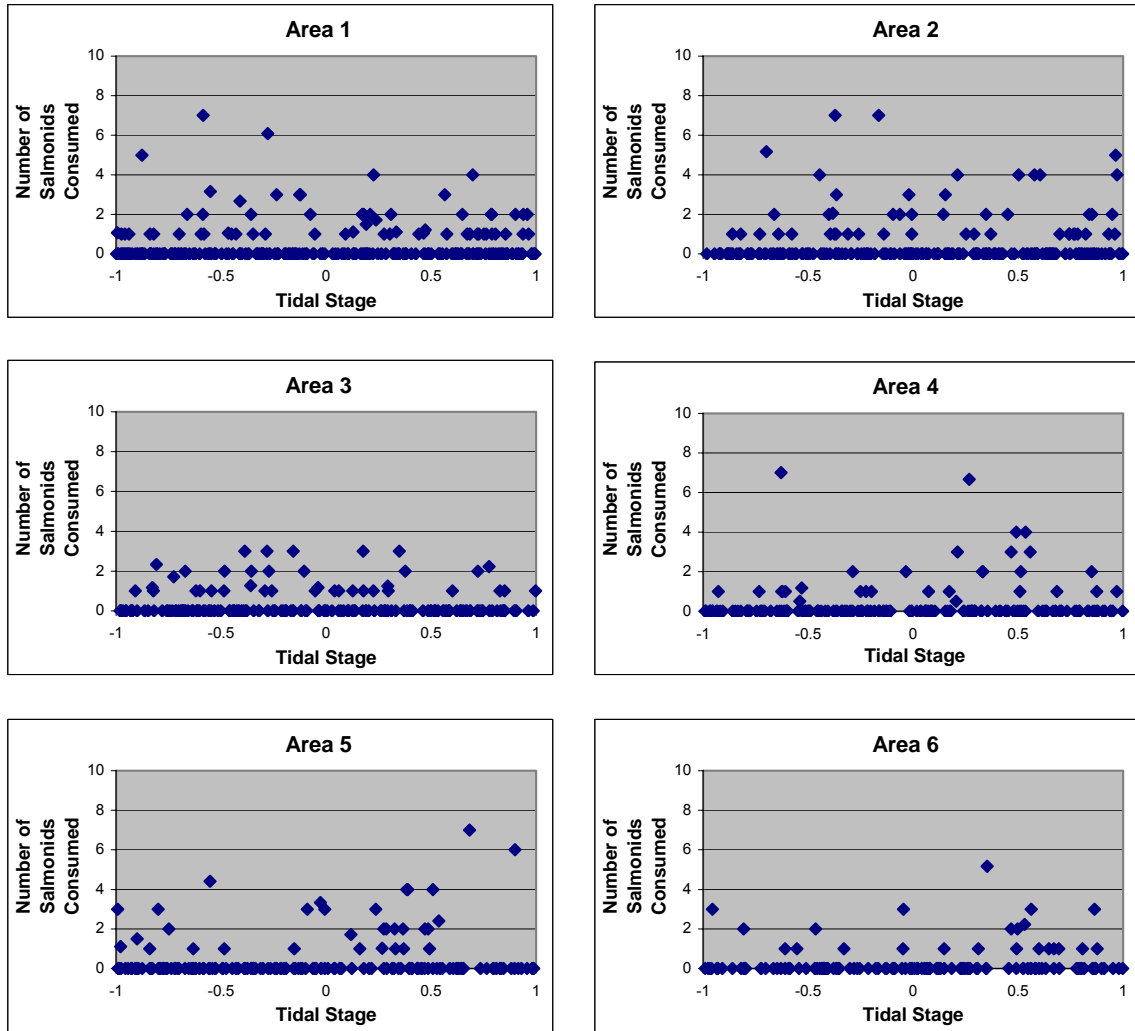 Area 1
10
8
6
4
2
0
-1 -0.5 0 0.5 1
Number of
Salmonids
Consumed
Tidal Stage
Area 2
10
8
6
4
2
0
-1 -0.5 0 0.5 1
Number of
Salmonids
Consumed
Tidal Stage
Area 3
10
8
6
4
2
0
-1 -0.5 0 0.5 1
Number of
Salmonids
Consumed
Tidal Stage
Area 4
10
8
6
4
2
0
-1 -0.5 0 0.5 1
Number of
Salmonids
Consumed
Tidal Stage
Area 5
10
8
6
4
2
0
-1 -0.5 0 0.5 1
Number of
Salmonids
Consumed
Tidal Stage
Area 6
10
8
6
4
2
0
-1 -0.5 0 0.5 1
Number of
Salmonids
Consumed
Tidal Stage